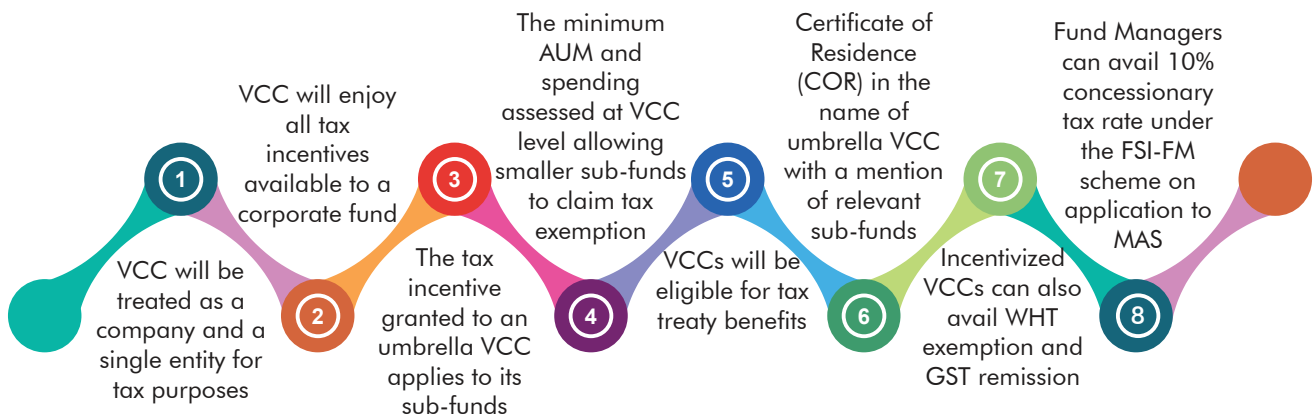 1
VCC will be
treated as a
company and a
single entity for
tax purposes
VCC will enjoy
all tax
incentives
available to a
corporate fund
2
3
The tax
incentive
granted to an
umbrella VCC
applies to its
sub-funds
The minimum
AUM and
spending
assessed at VCC
level allowing
smaller sub-funds
to claim tax
exemption
4
5
VCCs will be
eligible for tax
treaty benefits
Certificate of
Residence
(COR) in the
name of
umbrella VCC
with a mention
of relevant
sub-funds
6
7
Incentivized
VCCs can also
avail WHT
exemption and
GST remission
Fund Managers
can avail 10%
concessionary
tax rate under
the FSI-FM
scheme on
application to
MAS
8